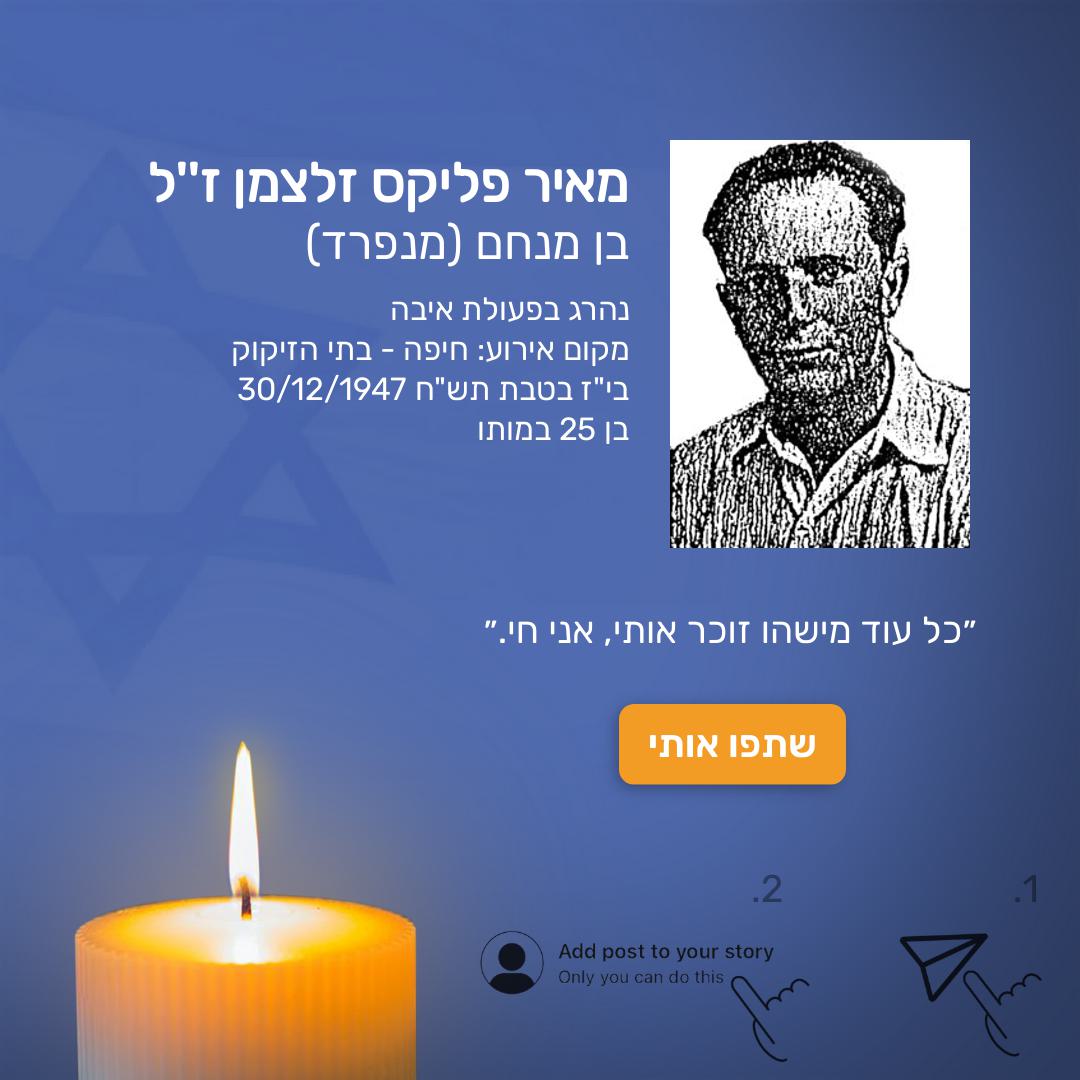 מאיר פליקס זלצמן ז"ל
בן מנחם (מנפרד)
נהרג בפעולת איבה
מקום אירוע: חיפה - בתי הזיקוק
בי"ז בטבת תש"ח 30/12/1947
בן 25 במותו
״כל עוד מישהו זוכר אותי, אני חי.״
שתפו אותי
.1
.2
Add post to your story
Only you can do this